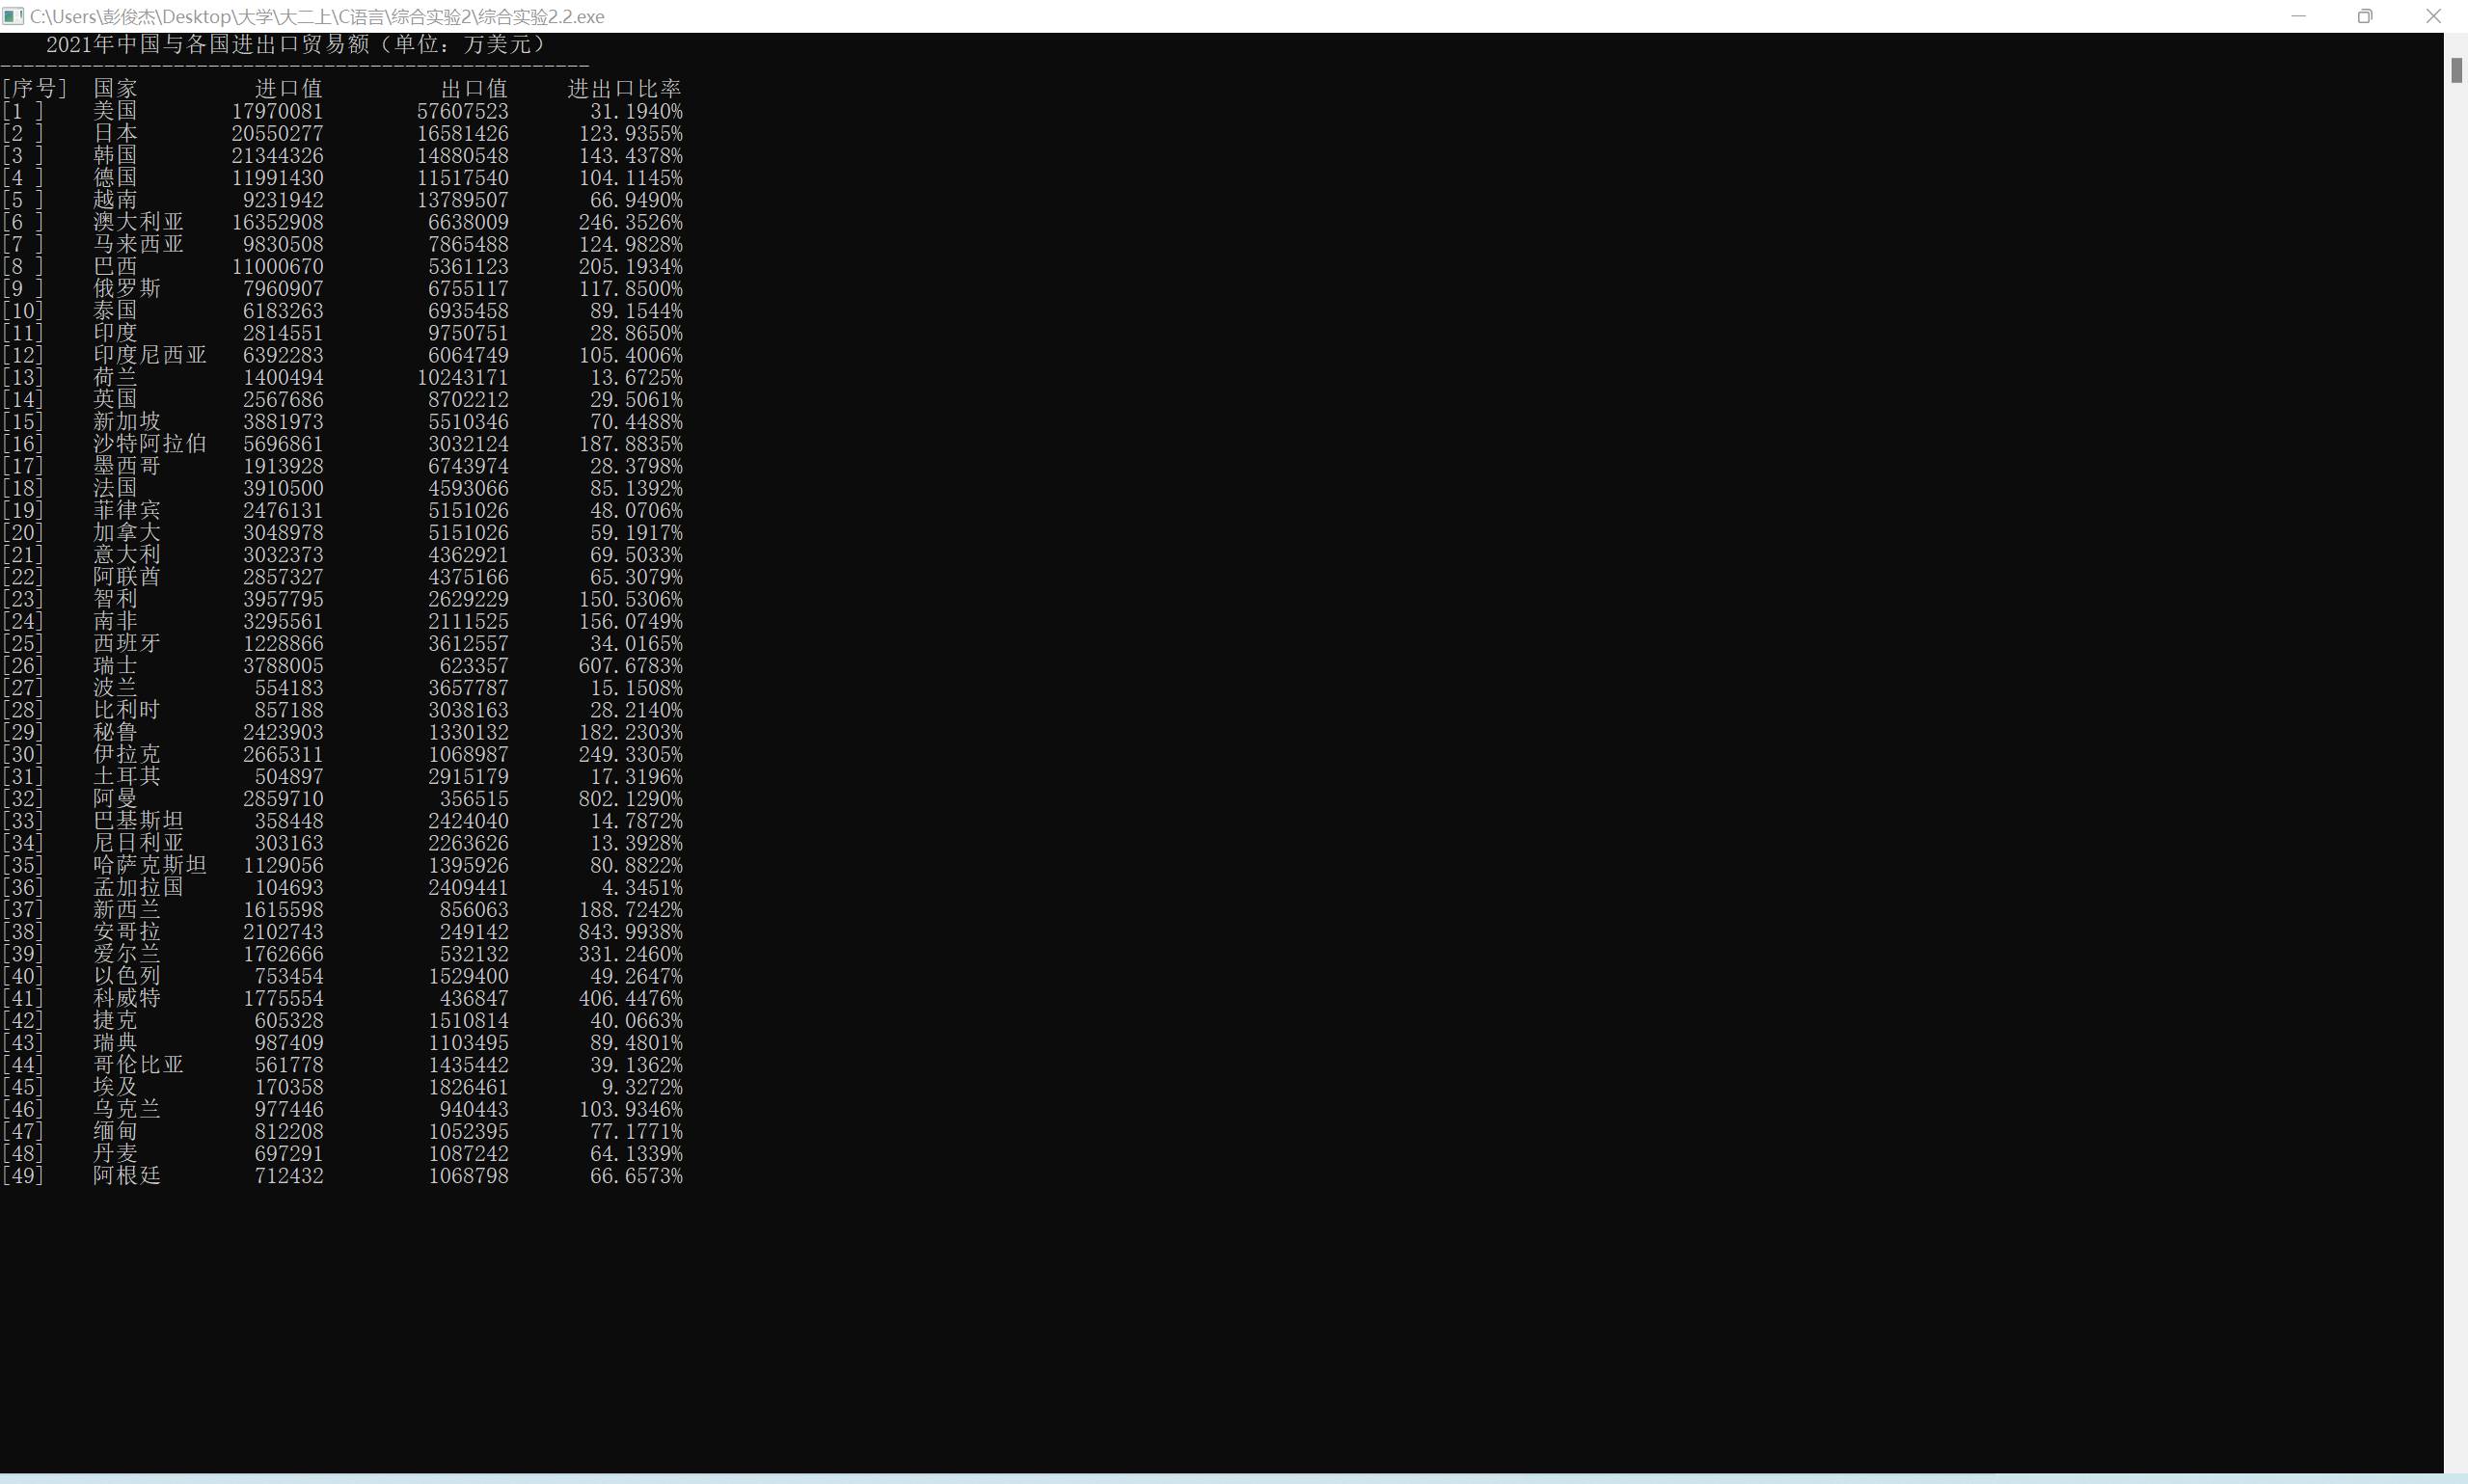 C:\Users\彭俊杰\Desktop\大学\大二上\C语言\综合实验2\综合实验2.2.exe
2021年中国与各国进出口贸易额（单位：万美元）
---------------------------------------------------
[序号] 国家 进口值 出口值 进出口比率
[1 ] 美国 17970081 57607523 31.1940%
[2 ] 日本 20550277 16581426 123.9355%
[3 ] 韩国 21344326 14880548 143.4378%
[4 ] 德国 11991430 11517540 104.1145%
[5 ] 越南 9231942 13789507 66.9490%
[6 ] 澳大利亚 16352908 6638009 246.3526%
[7 ] 马来西亚 9830508 7865488 124.9828%
[8 ] 巴西 11000670 5361123 205.1934%
[9 ] 俄罗斯 7960907 6755117 117.8500%
[10] 泰国 6183263 6935458 89.1544%
[11] 印度 2814551 9750751 28.8650%
[12] 印度尼西亚 6392283 6064749 105.4006%
[13] 荷兰 1400494 10243171 13.6725%
[14] 英国 2567686 8702212 29.5061%
[15] 新加坡 3881973 5510346 70.4488%
[16] 沙特阿拉伯 5696861 3032124 187.8835%
[17] 墨西哥 1913928 6743974 28.3798%
[18] 法国 3910500 4593066 85.1392%
[19] 菲律宾 2476131 5151026 48.0706%
[20] 加拿大 3048978 5151026 59.1917%
[21] 意大利 3032373 4362921 69.5033%
[22] 阿联酋 2857327 4375166 65.3079%
[23] 智利 3957795 2629229 150.5306%
[24] 南非 3295561 2111525 156.0749%
[25] 西班牙 1228866 3612557 34.0165%
[26] 瑞士 3788005 623357 607.6783%
[27] 波兰 554183 3657787 15.1508%
[28] 比利时 857188 3038163 28.2140%
[29] 秘鲁 2423903 1330132 182.2303%
[30] 伊拉克 2665311 1068987 249.3305%
[31] 土耳其 504897 2915179 17.3196%
[32] 阿曼 2859710 356515 802.1290%
[33] 巴基斯坦 358448 2424040 14.7872%
[34] 尼日利亚 303163 2263626 13.3928%
[35] 哈萨克斯坦 1129056 1395926 80.8822%
[36] 孟加拉国 104693 2409441 4.3451%
[37] 新西兰 1615598 856063 188.7242%
[38] 安哥拉 2102743 249142 843.9938%
[39] 爱尔兰 1762666 532132 331.2460%
[40] 以色列 753454 1529400 49.2647%
[41] 科威特 1775554 436847 406.4476%
[42] 捷克 605328 1510814 40.0663%
[43] 瑞典 987409 1103495 89.4801%
[44] 哥伦比亚 561778 1435442 39.1362%
[45] 埃及 170358 1826461 9.3272%
[46] 乌克兰 977446 940443 103.9346%
[47] 缅甸 812208 1052395 77.1771%
[48] 丹麦 697291 1087242 64.1339%
[49] 阿根廷 712432 1068798 66.6573%